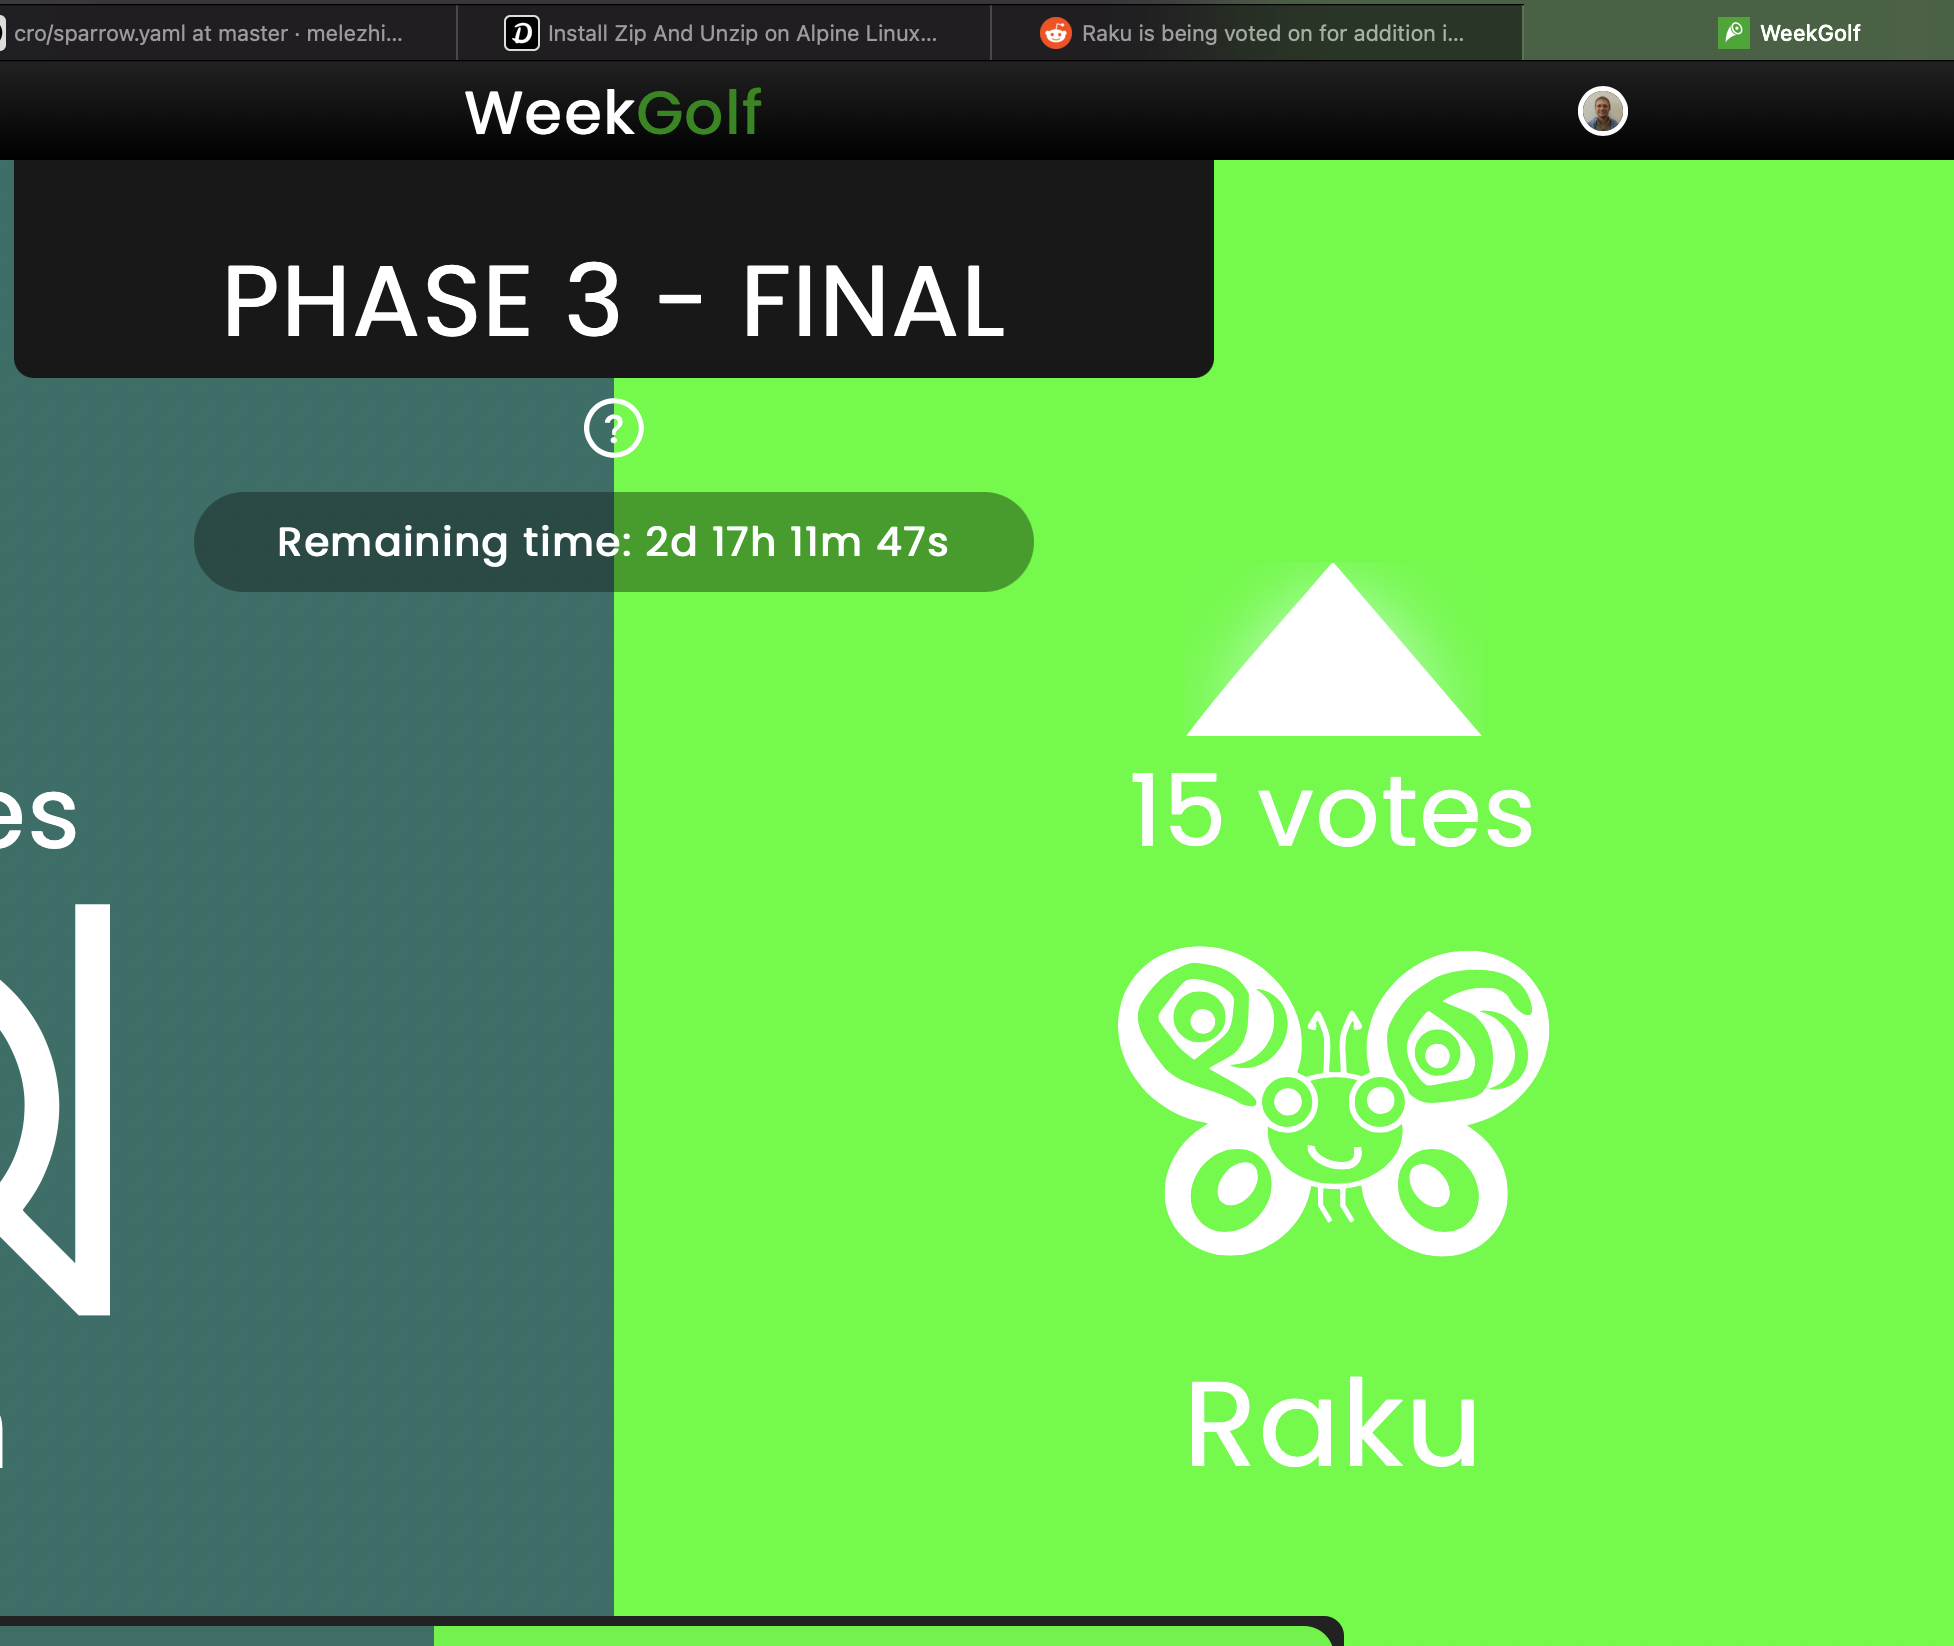 cro/sparrow.yaml at master · melezhi...
Install Zip And Unzip on Alpine Linux...
Raku is being voted on for addition i...
WeekGolf
WeekGolf
PHASE 3 - FINAL
?
Remaining time: 2d 17h 11m 47s
15 votes
es
Raku